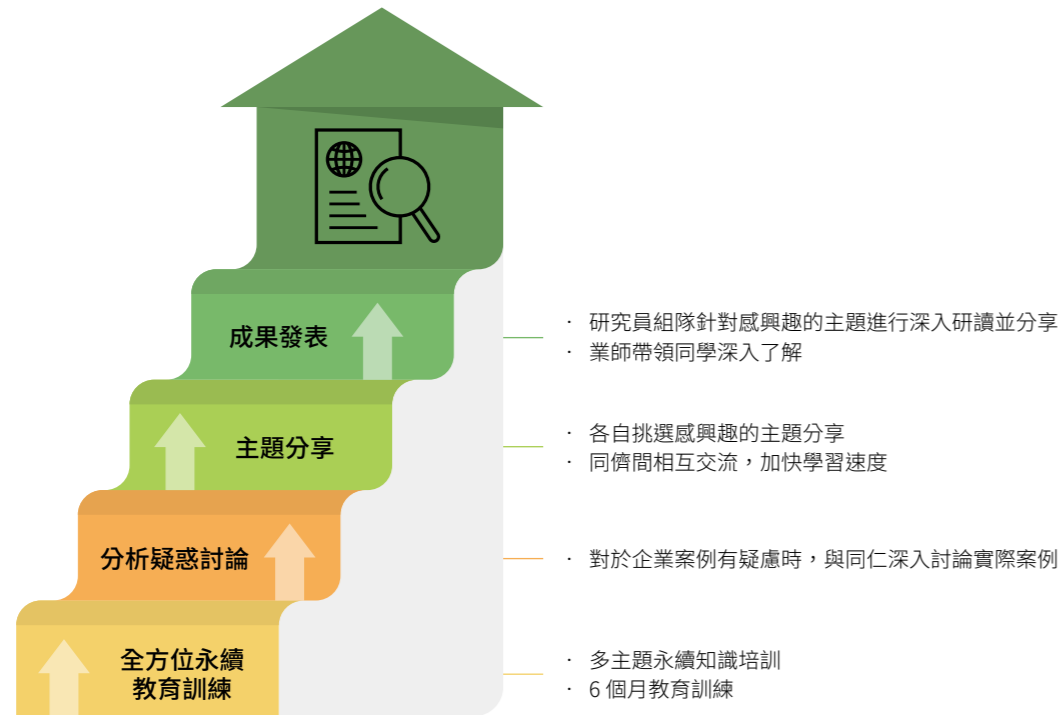 成果發表
· 研究員組隊針對感興趣的主題進行深入研讀並分享
· 業師帶領同學深入了解
主題分享
· 各自挑選感興趣的主題分享
· 同儕間相互交流，加快學習速度
分析疑惑討論
· 對於企業案例有疑慮時，與同仁深入討論實際案例
全方位永續
教育訓練
· 多主題永續知識培訓
· 6 個月教育訓練